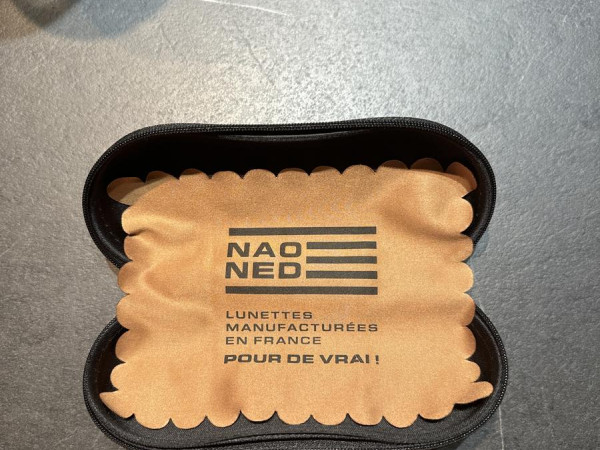 NAO
NED
LUNETTES
MANUFACTURÉES
EN FRANCE
POUR DE VRAI !